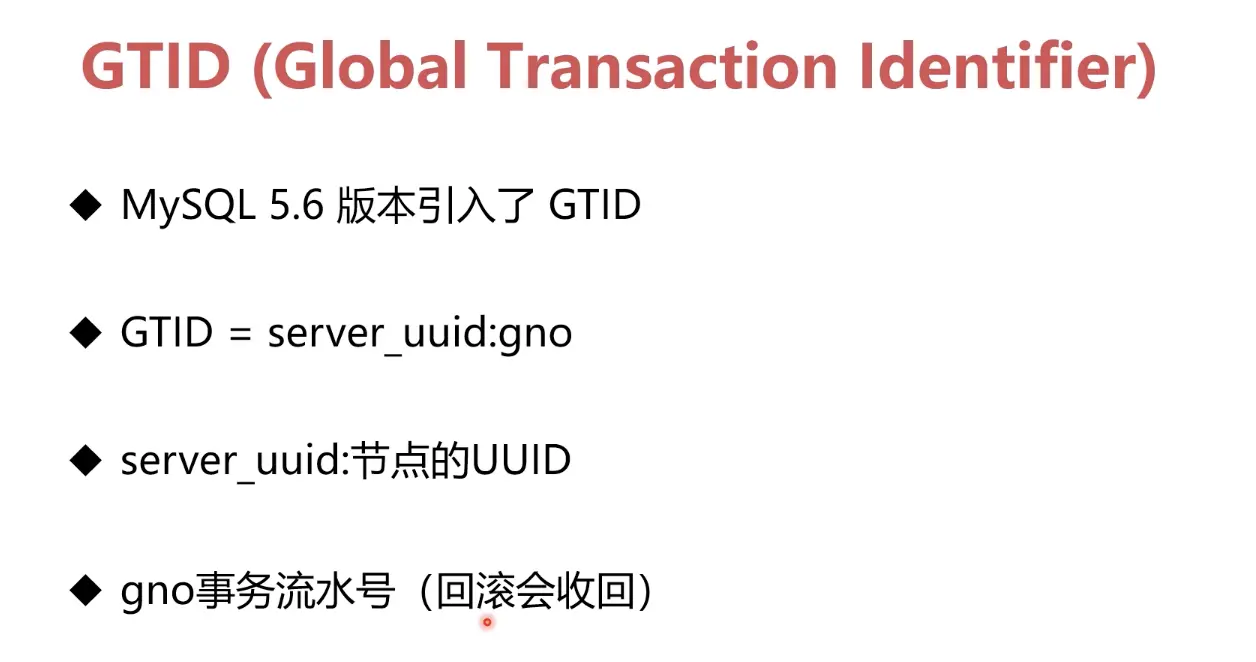 GTID (Global Transaction Identifier)
MySQL 5.6 版本引入了 GTID
GTID = server_uuid:gno
server_uuid:节点的UUID
gno事务流水号（回滚会收回）